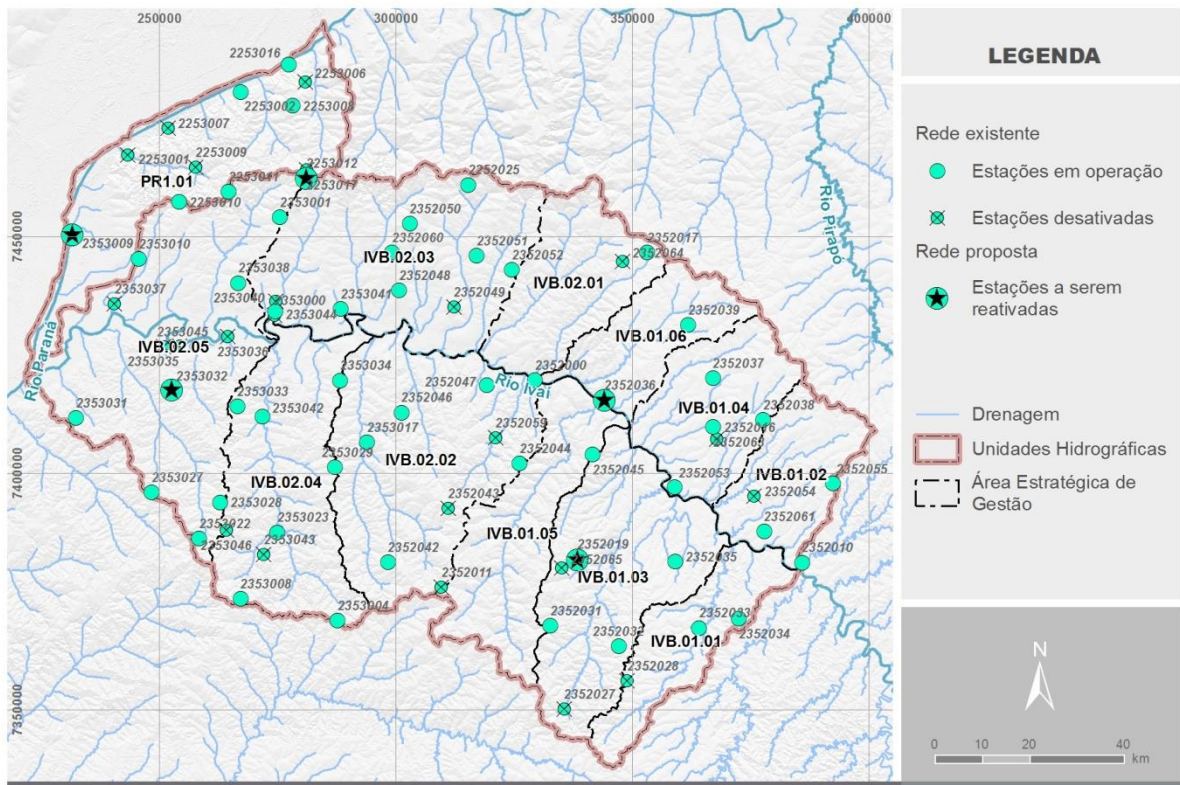 250000
300000
350000
400000
7450000
7400000
7350000
2253016
2253006
2253002
2253008
2253007
2253001
2253009
PR1.01
2253011
2253012
2253017
2253010
2253001
2252025
2352050
2352060
IVB.02.03
2352051
2352052
2352048
2352049
IVB.02.01
2352017
2352064
Rio Pirapo
2353009
2353010
2353038
2353037
2353040
2353000
2353044
2353041
2353045
IVB.02.05
2353036
2353035
2353032
Rio Paraná
2353031
2353033
2353042
2353034
2352047
2352000
Rio Ivaí
2352046
2352036
IVB.01.06
2352039
2352037
2352038
IVB.01.04
2353017
2352059
2353029
IVB.02.02
2352044
2352045
2352053
IVB.01.02
2352054
2352055
2353027
2353028
IVB.02.04
2352043
2353022
2353023
2353046
2353043
2352042
IVB.01.05
2352019
2352065
IVB.01.03
2352035
2352061
2352010
2353008
2353004
2352011
2352031
2352033
IVB.01.01
2352034
2352028
2352027
LEGENDA
Rede existente
Estações em operação
Estações desativadas
Rede proposta
Estações a serem
reativadas
Drenagem
Unidades Hidrográficas
Área Estratégica de
Gestão
N
0 10 20 40
km